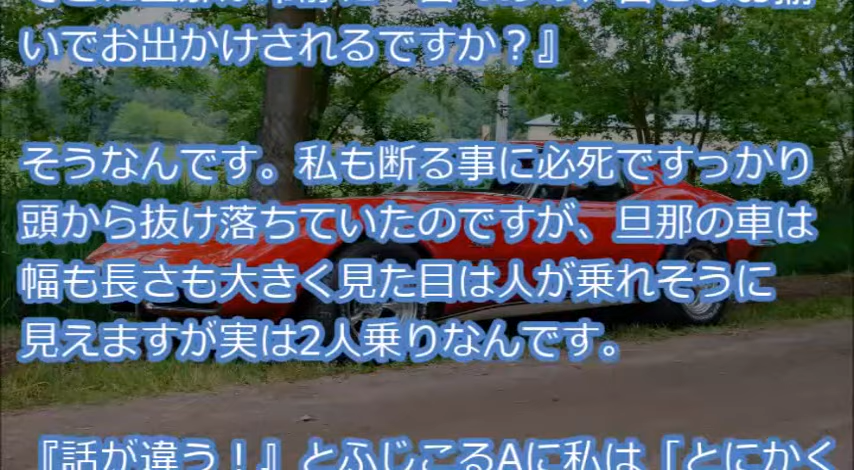 いでお出かけされるですか？』
そうなんです。私も断る事に必死ですっかり
頭から抜け落ちていたのですが、旦那の車は
幅も長さも大きく見た目は人が乗れそうに
見えますが実は2人乗りなんです。
『話が違う！』とふじこるAに私は「とにかく